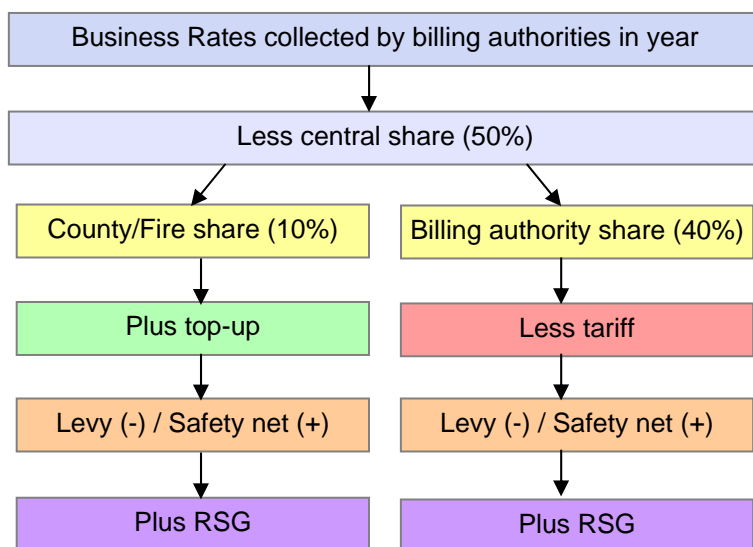 Business Rates collected by billing authorities in year
Less central share (50%)
County/Fire share (10%)
Billing authority share (40%)
Plus top-up
Less tariff
Levy (-) / Safety net (+)
Levy (-) / Safety net (+)
Plus RSG
Plus RSG